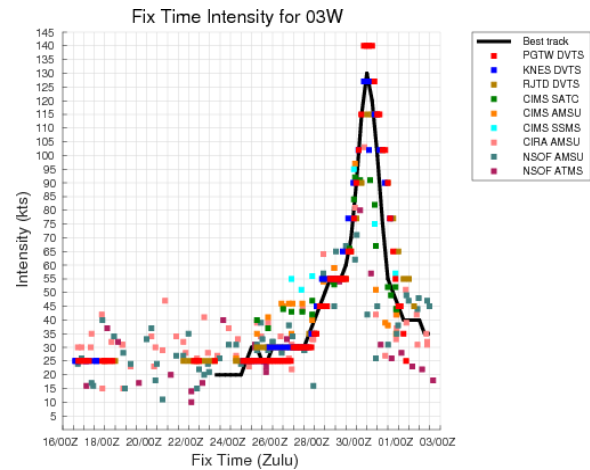 Fix Time Intensity for 03W
145
140
135
130
125
120
115
110
105
100
95
90
85
80
75
70
65
60
55
50
45
40
35
30
25
20
15
10
5
Intensity (kts)
16/00Z 18/00Z 20/00Z 22/00Z 24/00Z 26/00Z 28/00Z 30/00Z 01/00Z 03/00Z
Fix Time (Zulu)
Best track
PGTW DVTS
KNES DVTS
RJTD DVTS
CIMS SATC
CIMS AMSU
CIMS SSMS
CIRA AMSU
NSOF AMSU
NSOF ATMS